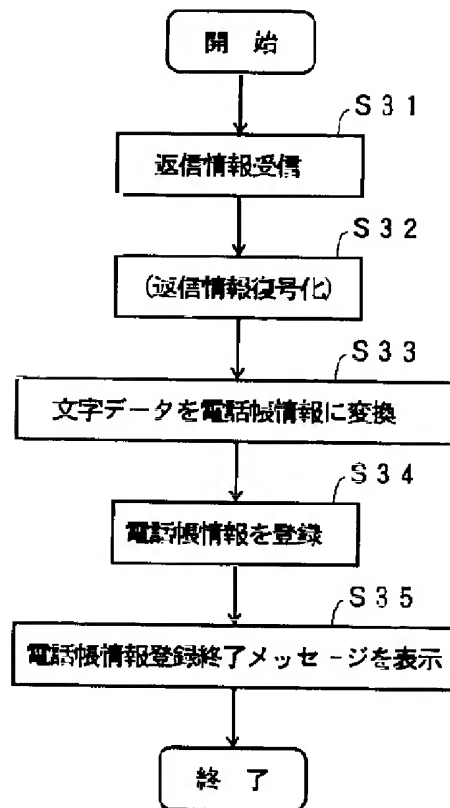 開 始
S31
返信情報受信
S32
(返信情報復号化)
S33
文字データを電話帳情報に変換
S34
電話帳情報を登録
S35
電話帳情報登録終了メッセージを表示
終 了